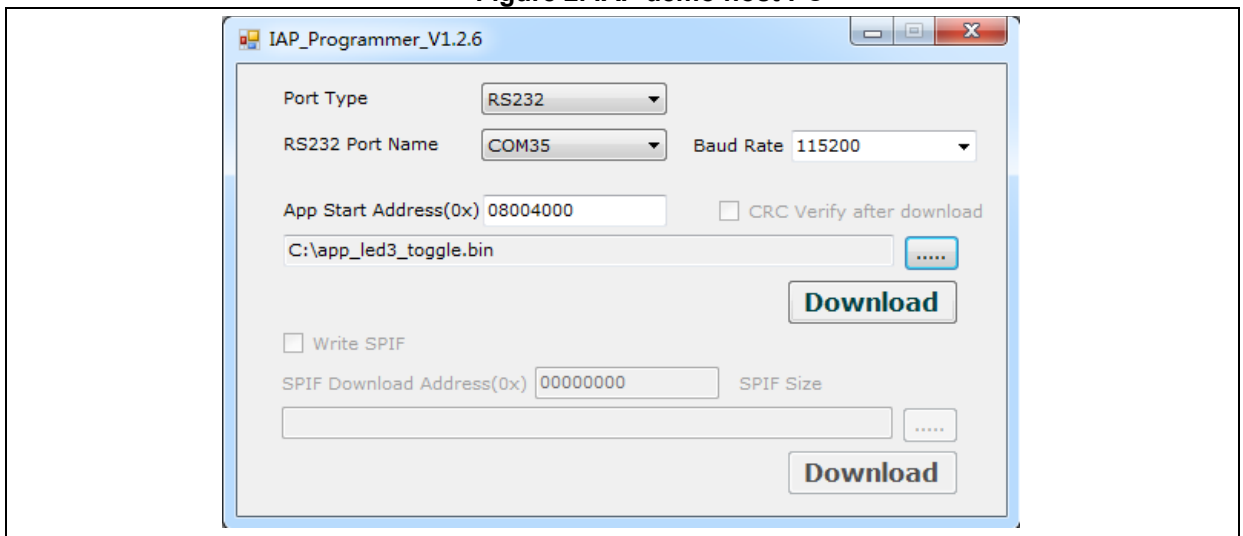 IAP_Programmer_V1.2.6
Port Type RS232
RS232 Port Name COM35 Baud Rate 115200
App Start Address(0x) 08004000 CRC Verify after download
C:\app_led3_toggle.bin .....
Download
Write SPIF
SPIF Download Address(0x) 00000000 SPIF Size
.....
Download